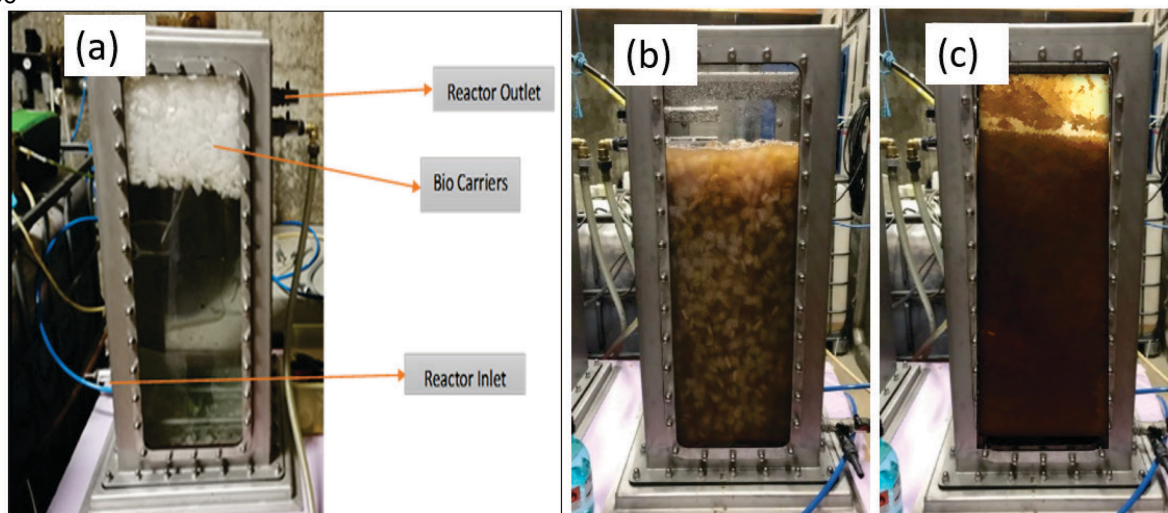 (a)
Reactor Outlet
Bio Carriers
Reactor Inlet
(b)
(c)